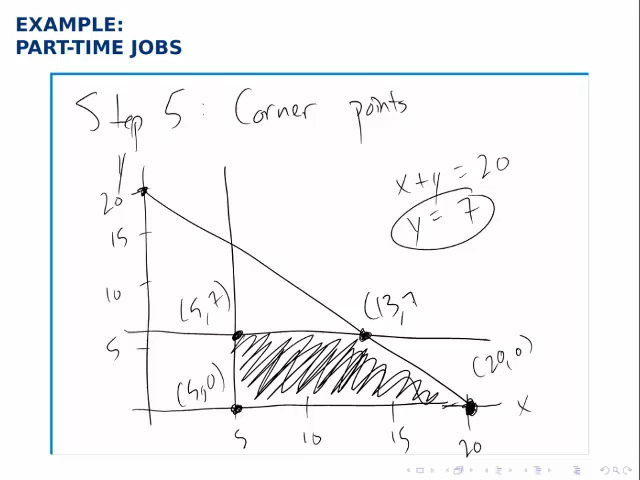 EXAMPLE:
PART-TIME JOBS
Step 5: Corner points
x+y = 20
y = 7
y
20
15
10
5
(5,7)
(13,7
(5,0)
(20,0)
x
5
10
15
20